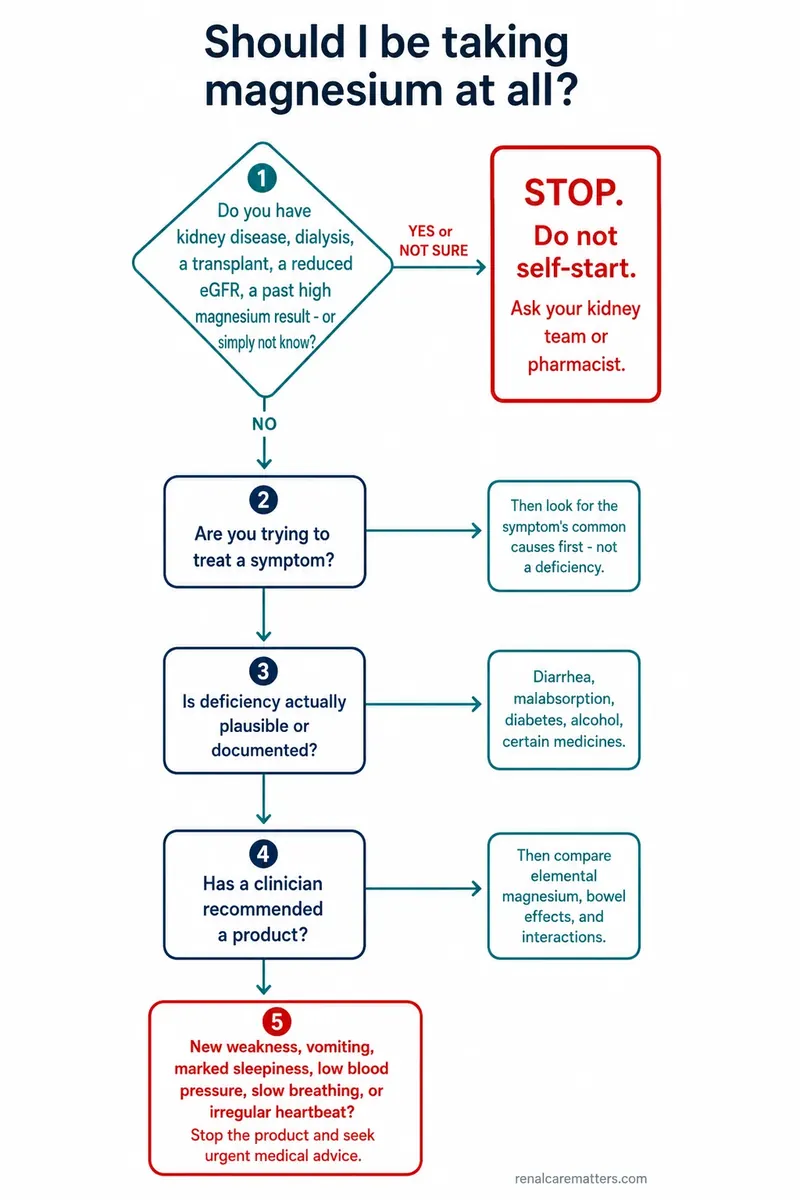 Should I be taking
magnesium at all?
1
Do you have
kidney disease, dialysis,
a transplant, a reduced
eGFR, a past high
magnesium result - or
simply not know?
YES or
NOT SURE
STOP.
Do not
self-start.
Ask your kidney
team or
pharmacist.
NO
2
Are you trying to
treat a symptom?
Then look for the
symptom's common
causes first - not
a deficiency.
3
Is deficiency actually
plausible or
documented?
Diarrhea,
malabsorption,
diabetes, alcohol,
certain medicines.
4
Has a clinician
recommended
a product?
Then compare
elemental
magnesium, bowel
effects, and
interactions.
5
New weakness, vomiting,
marked sleepiness, low blood
pressure, slow breathing, or
irregular heartbeat?
Stop the product and seek
urgent medical advice.
renalcarematters.com